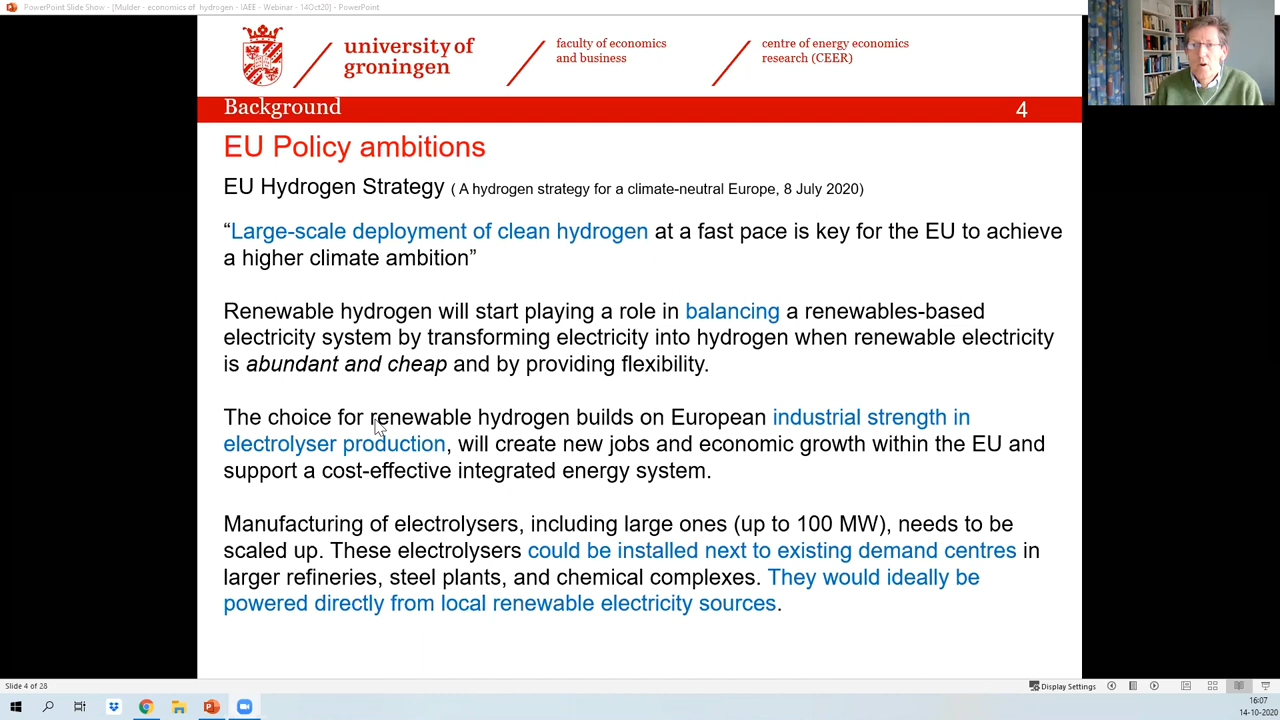 PowerPoint Slide Show - [Mulder - economics of hydrogen - IAEE - Webinar - 14Oct20] - PowerPoint
university of
groningen
faculty of economics
and business
centre of energy economics
research (CEER)
Background
4
EU Policy ambitions
EU Hydrogen Strategy ( A hydrogen strategy for a climate-neutral Europe, 8 July 2020)
“Large-scale deployment of clean hydrogen at a fast pace is key for the EU to achieve
a higher climate ambition”
Renewable hydrogen will start playing a role in balancing a renewables-based
electricity system by transforming electricity into hydrogen when renewable electricity
is abundant and cheap and by providing flexibility.
The choice for renewable hydrogen builds on European industrial strength in
electrolyser production, will create new jobs and economic growth within the EU and
support a cost-effective integrated energy system.
Manufacturing of electrolysers, including large ones (up to 100 MW), needs to be
scaled up. These electrolysers could be installed next to existing demand centres in
larger refineries, steel plants, and chemical complexes. They would ideally be
powered directly from local renewable electricity sources.
Slide 4 of 28
Display Settings
16:07
14-10-2020